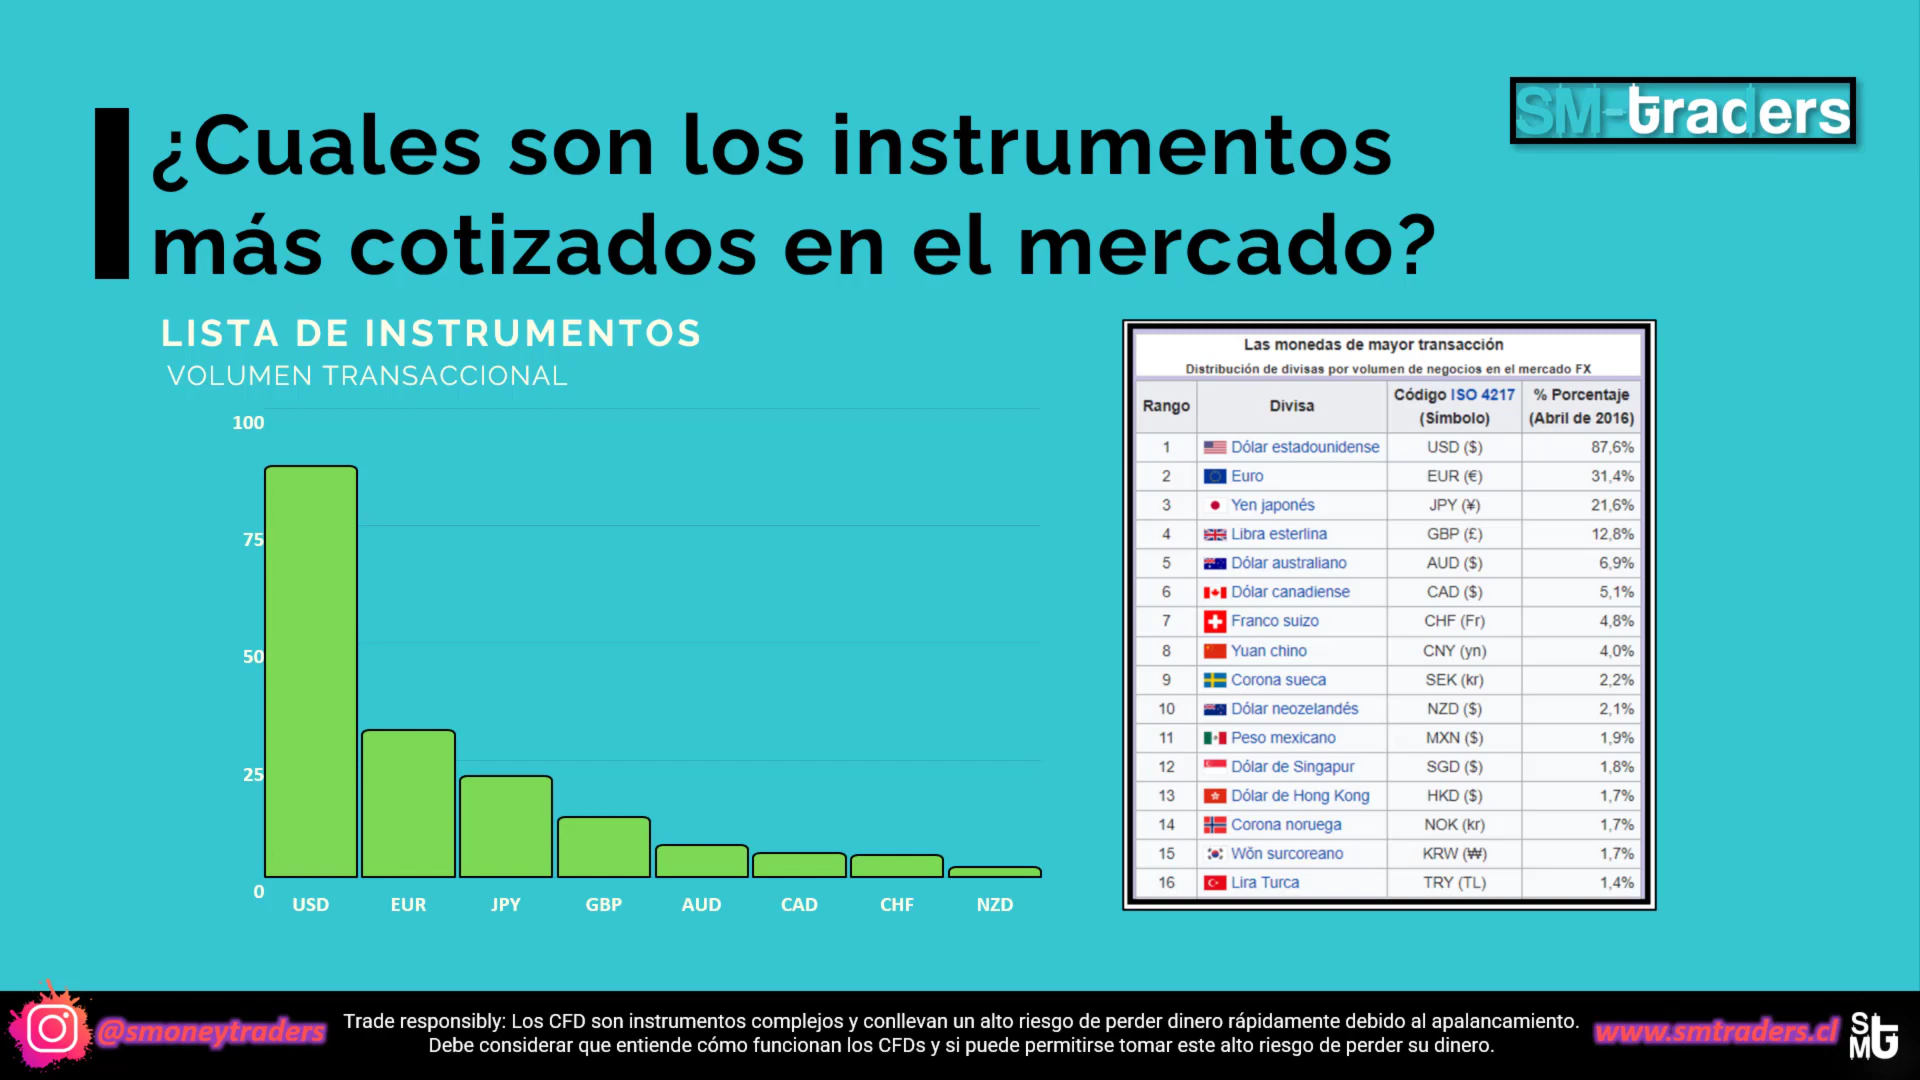 ¿Cuales son los instrumentos
más cotizados en el mercado?
SM-traders
LISTA DE INSTRUMENTOS
VOLUMEN TRANSACCIONAL
100
75
50
25
0
USD EUR JPY GBP AUD CAD CHF NZD
Las monedas de mayor transacción
Distribución de divisas por volumen de negocios en el mercado FX
Rango Divisa Código ISO 4217 (Símbolo) % Porcentaje (Abril de 2016)
1 Dólar estadounidense USD ($) 87,6%
2 Euro EUR (€) 31,4%
3 Yen japonés JPY (¥) 21,6%
4 Libra esterlina GBP (£) 12,8%
5 Dólar australiano AUD ($) 6,9%
6 Dólar canadiense CAD ($) 5,1%
7 Franco suizo CHF (Fr) 4,8%
8 Yuan chino CNY (yn) 4,0%
9 Corona sueca SEK (kr) 2,2%
10 Dólar neozelandés NZD ($) 2,1%
11 Peso mexicano MXN ($) 1,9%
12 Dólar de Singapur SGD ($) 1,8%
13 Dólar de Hong Kong HKD ($) 1,7%
14 Corona noruega NOK (kr) 1,7%
15 Wŏn surcoreano KRW (₩) 1,7%
16 Lira Turca TRY (TL) 1,4%
@smoneytraders
Trade responsibly: Los CFD son instrumentos complejos y conllevan un alto riesgo de perder dinero rápidamente debido al apalancamiento.
Debe considerar que entiende cómo funcionan los CFDs y si puede permitirse tomar este alto riesgo de perder su dinero.
www.smtraders.cl
SMt